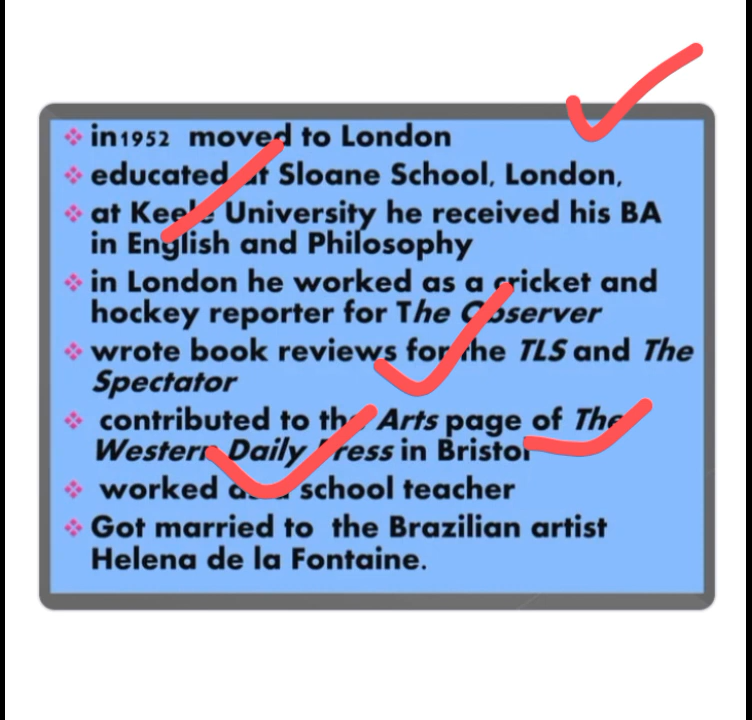 in 1952 moved to London
educated at Sloane School, London,
at Keele University he received his BA
in English and Philosophy
in London he worked as a cricket and
hockey reporter for The Observer
wrote book reviews for the TLS and The
Spectator
contributed to the Arts page of The
Western Daily Press in Bristol
worked as a school teacher
Got married to the Brazilian artist
Helena de la Fontaine.